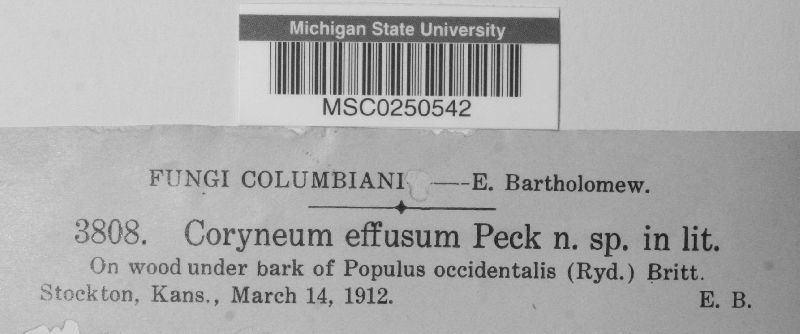 Michigan State University
MSC0250542
FUNGI COLUMBIANI —E. Bartholomew.
3808. Coryneum effusum Peck n. sp. in lit.
On wood under bark of Populus occidentalis (Ryd.) Britt.
Stockton, Kans., March 14, 1912. E. B.